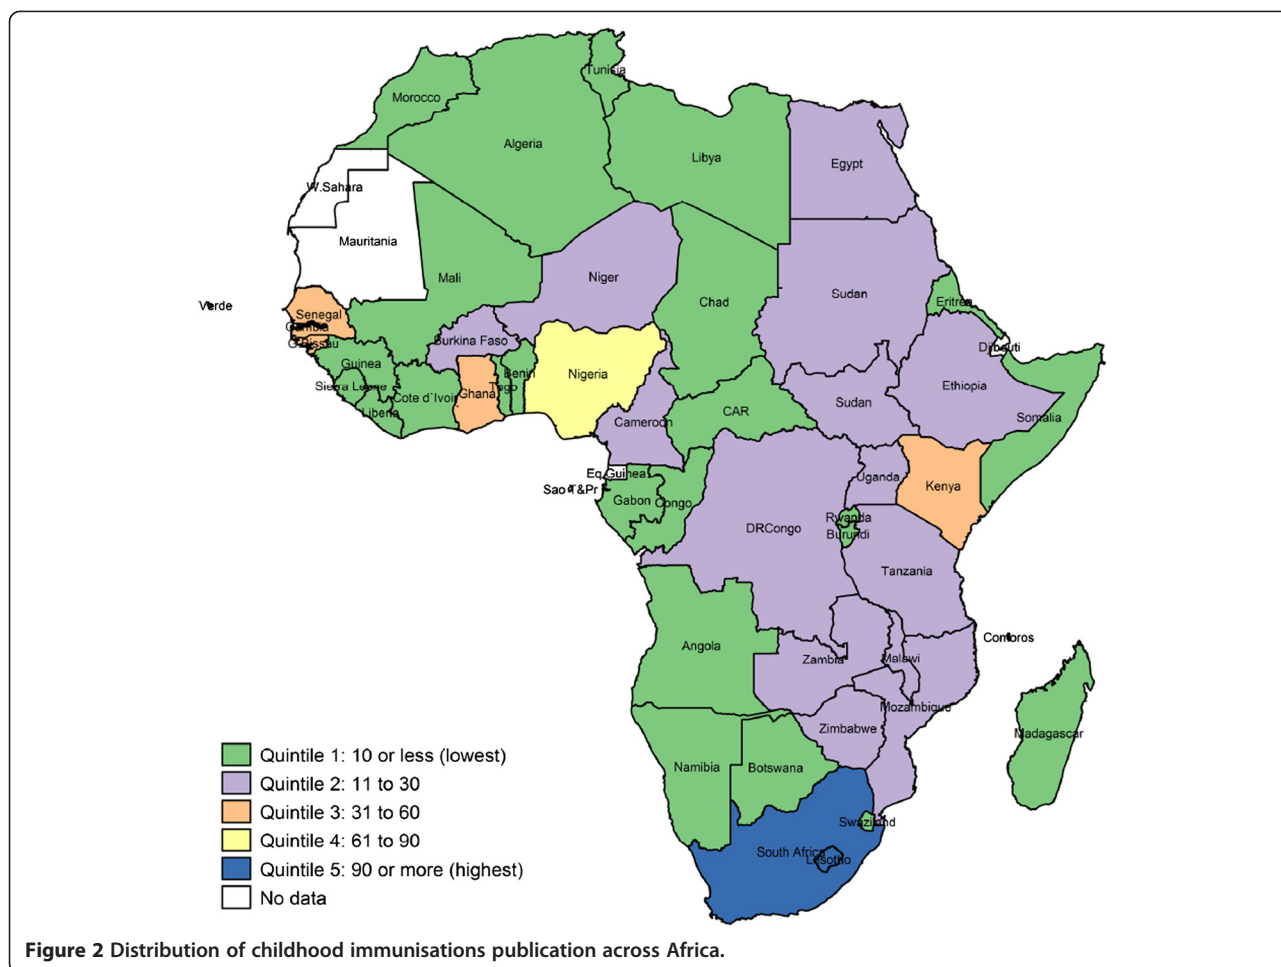 Tunisia
Morocco
Algeria
Libya
Egypt
W.Sahara
Mauritania
Mali
Niger
Chad
Sudan
Eritrea
Verde
Senegal
Gambia
G.Bissau
Burkina Faso
Djibouti
Guinea
Benin
Nigeria
Ethiopia
Sierra Leone
Togo
Ghana
Cote d`Ivoir
Liberia
CAR
Sudan
Somalia
Cameroon
Eq.Guinea
Uganda
Kenya
Sao T&Pr
Gabon
Congo
Rwanda
DRCongo
Burundi
Tanzania
Comoros
Angola
Zambia
Malawi
Mozambique
Zimbabwe
Madagascar
Namibia
Botswana
Swaziland
South Africa
Lesotho
Quintile 1: 10 or less (lowest)
Quintile 2: 11 to 30
Quintile 3: 31 to 60
Quintile 4: 61 to 90
Quintile 5: 90 or more (highest)
No data
Figure 2 Distribution of childhood immunisations publication across Africa.